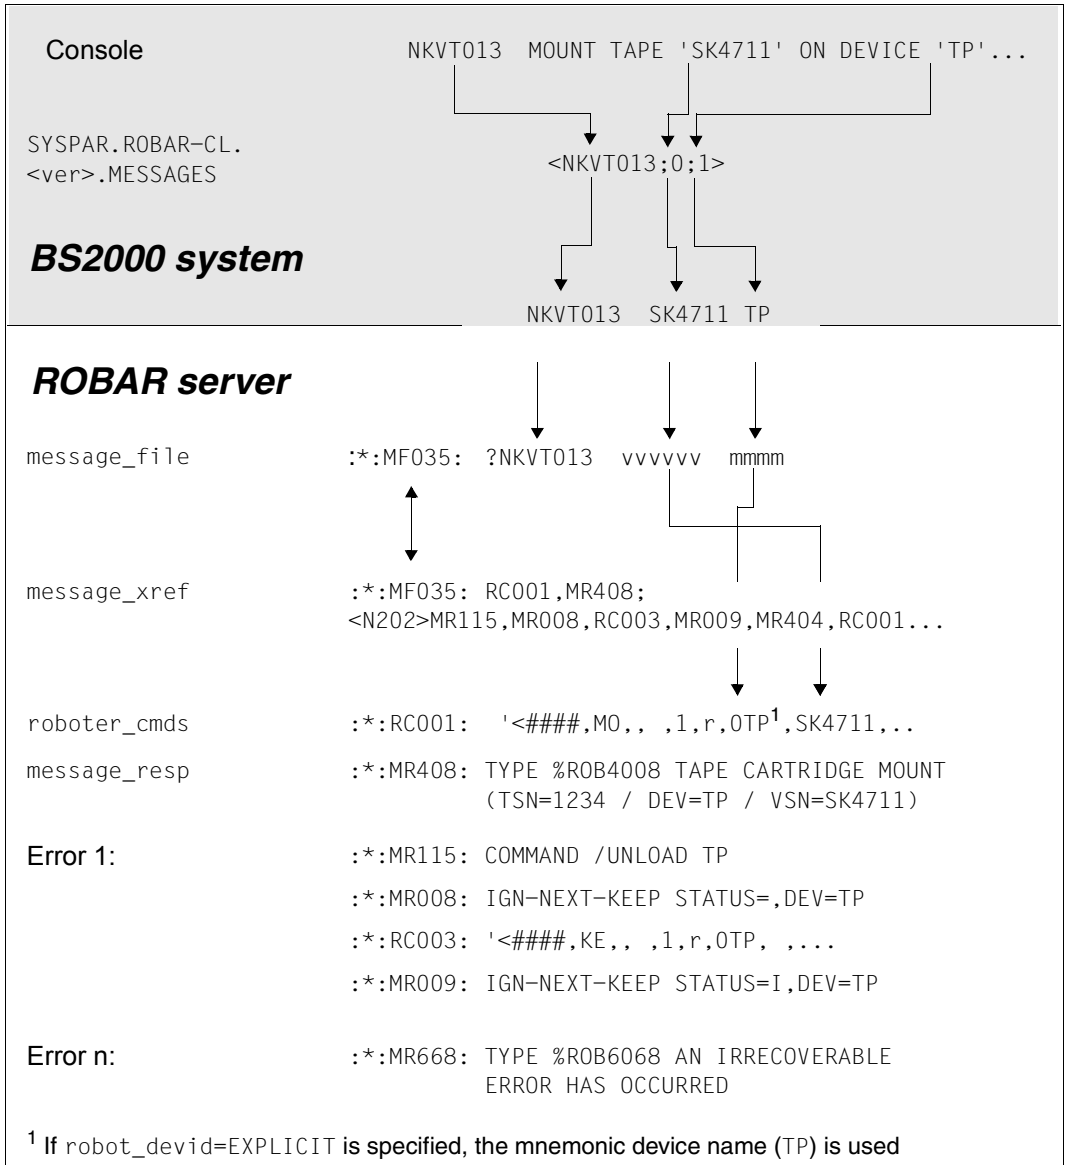 Console NKVT013 MOUNT TAPE 'SK4711' ON DEVICE 'TP'...
SYSPAR.ROBAR-CL.
<ver>.MESSAGES
<NKVT013;0;1>
BS2000 system
NKVT013 SK4711 TP
ROBAR server
message_file :*:MF035: ?NKVT013 vvvvvv mmmm
message_xref :*:MF035: RC001,MR408;
<N202>MR115,MR008,RC003,MR009,MR404,RC001...
roboter_cmds :*:RC001: '<####,MO,, ,1,r,0TP1,SK4711,..
message_resp :*:MR408: TYPE %ROB4008 TAPE CARTRIDGE MOUNT
(TSN=1234 / DEV=TP / VSN=SK4711)
Error 1: :*:MR115: COMMAND /UNLOAD TP
:*:MR008: IGN-NEXT-KEEP STATUS=,DEV=TP
:*:RC003: '<####,KE,, ,1,r,0TP, ,...
:*:MR009: IGN-NEXT-KEEP STATUS=I,DEV=TP
Error n: :*:MR668: TYPE %ROB6068 AN IRRECOVERABLE
ERROR HAS OCCURRED
1 If robot_devid=EXPLICIT is specified, the mnemonic device name (TP) is used